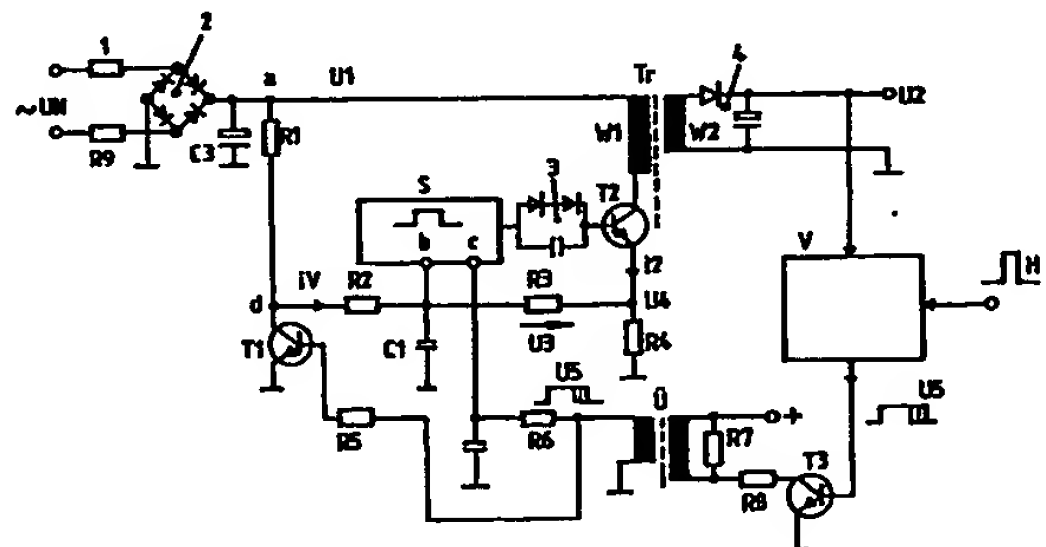 2
1
~UN
R9
C3
a
U1
R1
Tr
W1
W2
4
U2
S
3
T2
b
c
i2
V
H
d
iV
R2
R3
U4
U3
R4
T1
C1
U5
Ü
+
R5
R6
R7
R8
T3
U5